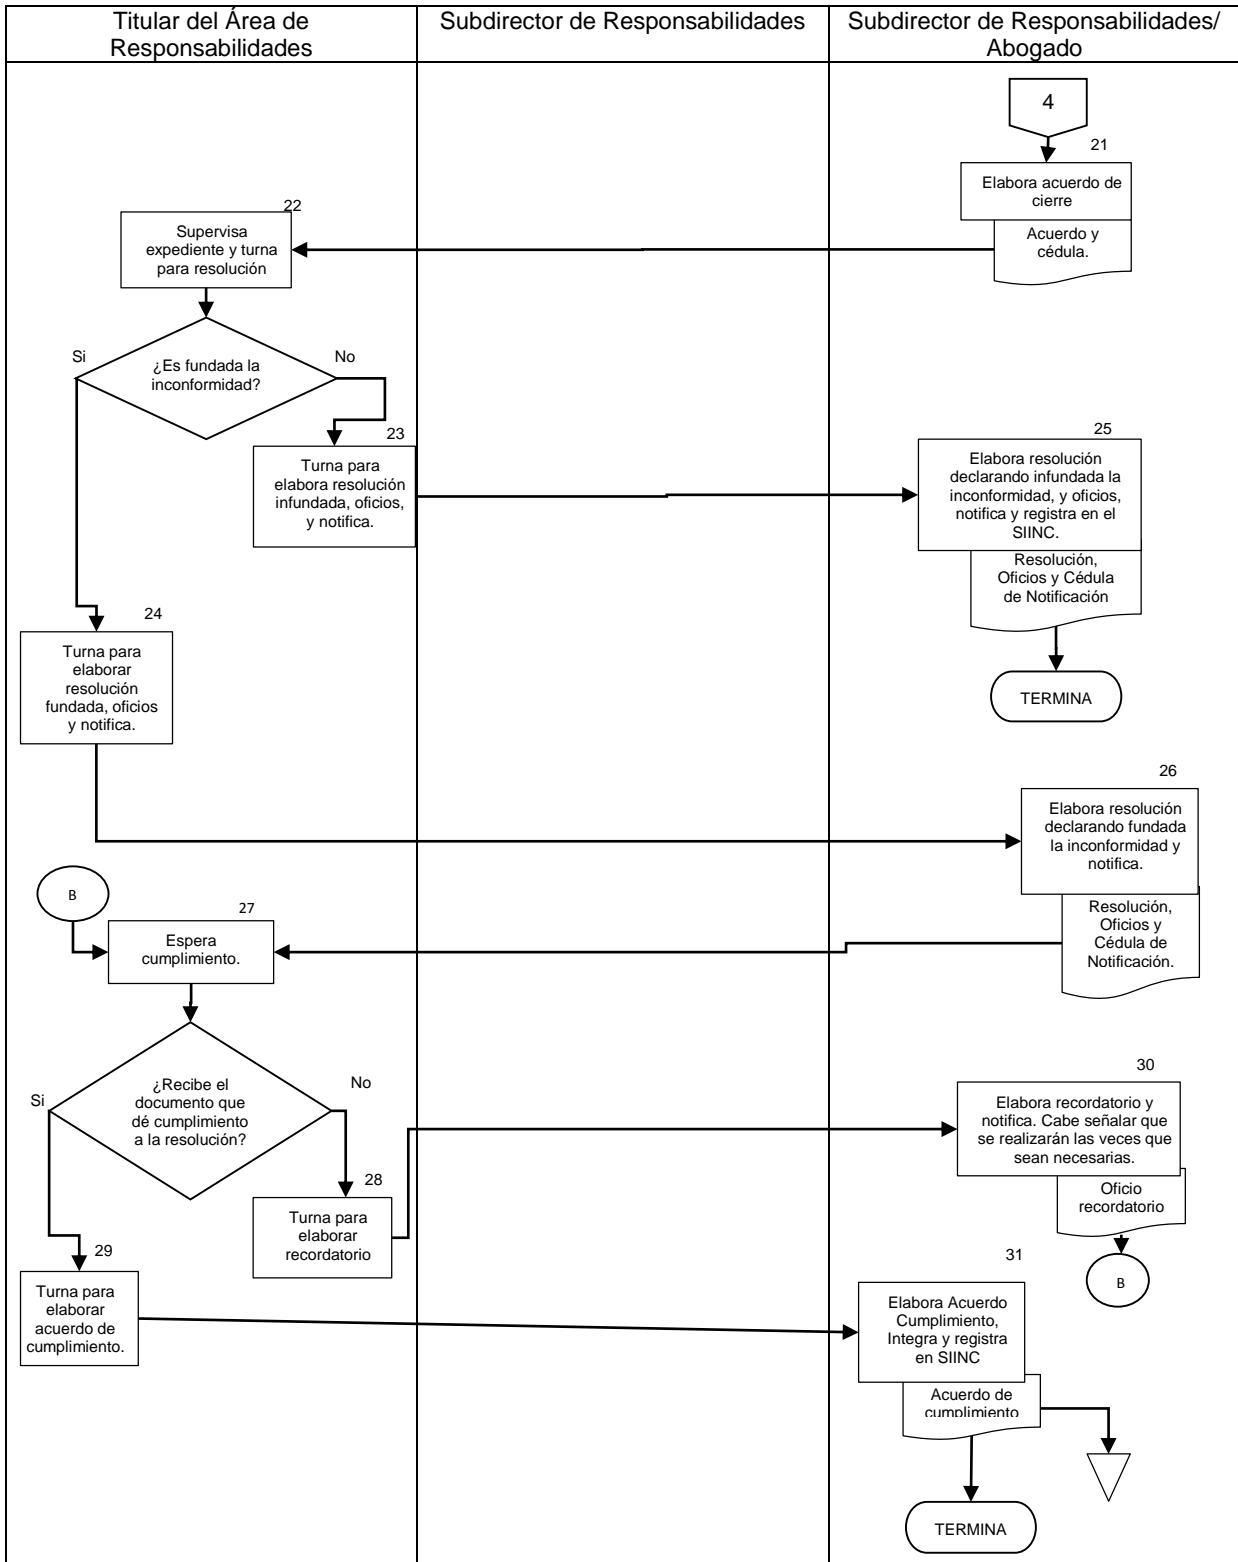 Titular del Área de
Responsabilidades
Subdirector de Responsabilidades
Subdirector de Responsabilidades/
Abogado
4
21
Elabora acuerdo de
cierre
Acuerdo y
cédula.
22
Supervisa
expediente y turna
para resolución
Si
¿Es fundada la
inconformidad?
No
23
Turna para
elabora resolución
infundada, oficios,
y notifica.
25
Elabora resolución
declarando infundada la
inconformidad, y oficios,
notifica y registra en el
SIINC.
Resolución,
Oficios y Cédula
de Notificación
TERMINA
24
Turna para
elaborar
resolución
fundada, oficios
y notifica.
26
Elabora resolución
declarando fundada
la inconformidad y
notifica.
Resolución,
Oficios y
Cédula de
Notificación.
B
27
Espera
cumplimiento.
Si
¿Recibe el
documento que
dé cumplimiento
a la resolución?
No
28
Turna para
elaborar
recordatorio
30
Elabora recordatorio y
notifica. Cabe señalar que
se realizarán las veces que
sean necesarias.
Oficio
recordatorio
B
29
Turna para
elaborar
acuerdo de
cumplimiento.
31
Elabora Acuerdo
Cumplimiento,
Integra y registra
en SIINC
Acuerdo de
cumplimiento
TERMINA